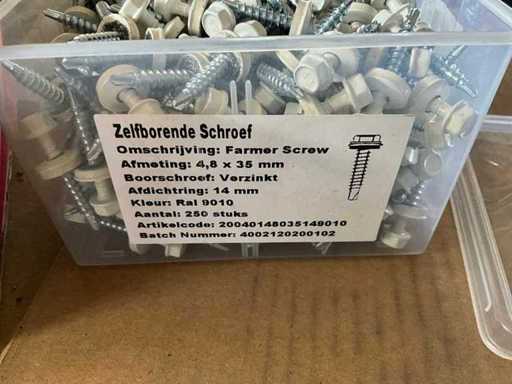 Zelfborende Schroef
Omschrijving: Farmer Screw
Afmeting: 4,8 x 35 mm
Boorschroef: Verzinkt
Afdichtring: 14 mm
Kleur: Ral 9010
Aantal: 250 stuks
Artikelcode: 20040148035149010
Batch Nummer: 4002120200102